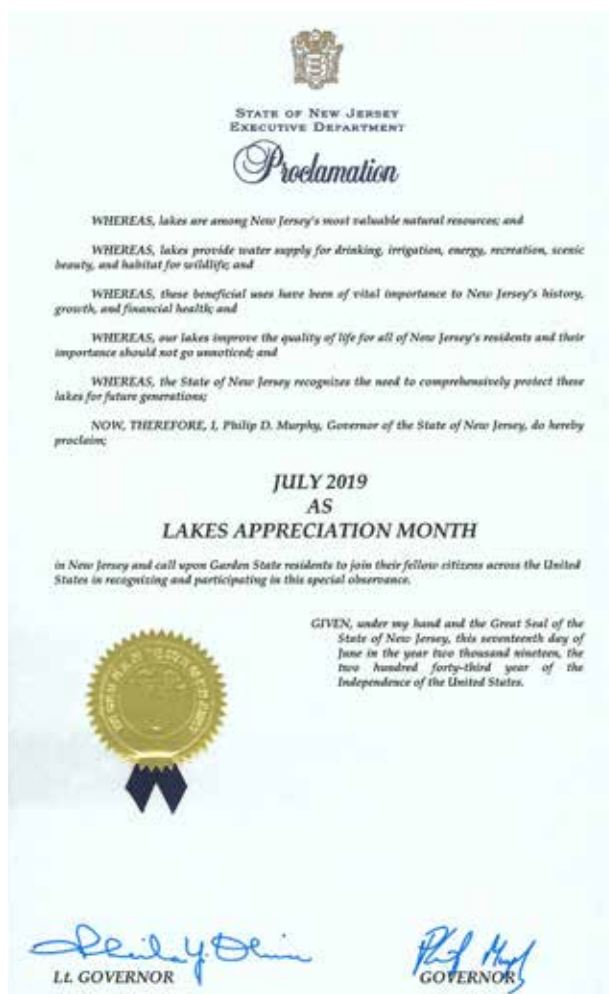 STATE OF NEW JERSEY
EXECUTIVE DEPARTMENT
Proclamation
WHEREAS, lakes are among New Jersey's most valuable natural resources; and
WHEREAS, lakes provide water supply for drinking, irrigation, energy, recreation, scenic
beauty, and habitat for wildlife; and
WHEREAS, these beneficial uses have been of vital importance to New Jersey's history,
growth, and financial health; and
WHEREAS, our lakes improve the quality of life for all of New Jersey's residents and their
importance should not go unnoticed; and
WHEREAS, the State of New Jersey recognizes the need to comprehensively protect these
lakes for future generations;
NOW, THEREFORE, I, Philip D. Murphy, Governor of the State of New Jersey, do hereby
proclaim;
JULY 2019
AS
LAKES APPRECIATION MONTH
in New Jersey and call upon Garden State residents to join their fellow citizens across the United
States in recognizing and participating in this special observance.
GIVEN, under my hand and the Great Seal of the
State of New Jersey, this seventeenth day of
June in the year two thousand nineteen, the
two hundred forty-third year of the
Independence of the United States.
Lt. GOVERNOR
GOVERNOR